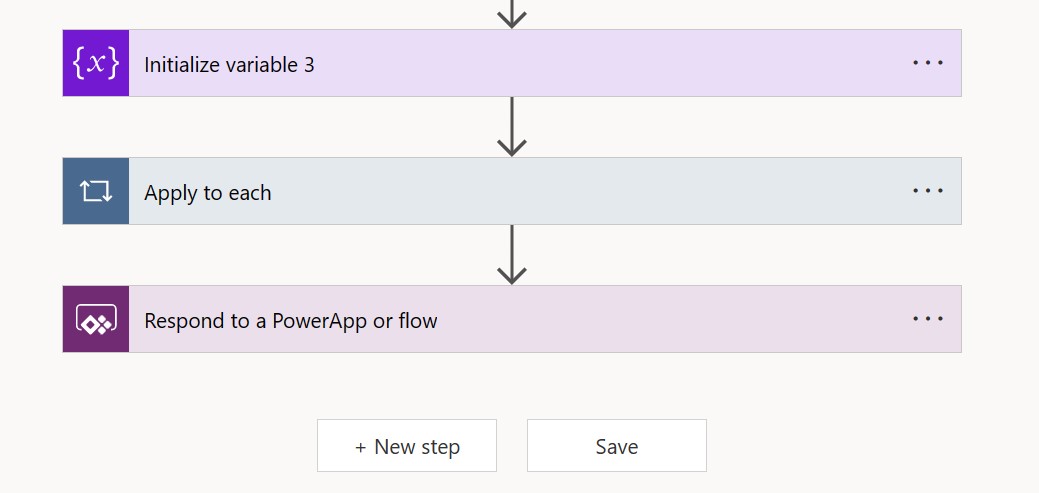 {x} Initialize variable 3 ...
Apply to each ...
Respond to a PowerApp or flow ...
+ New step Save